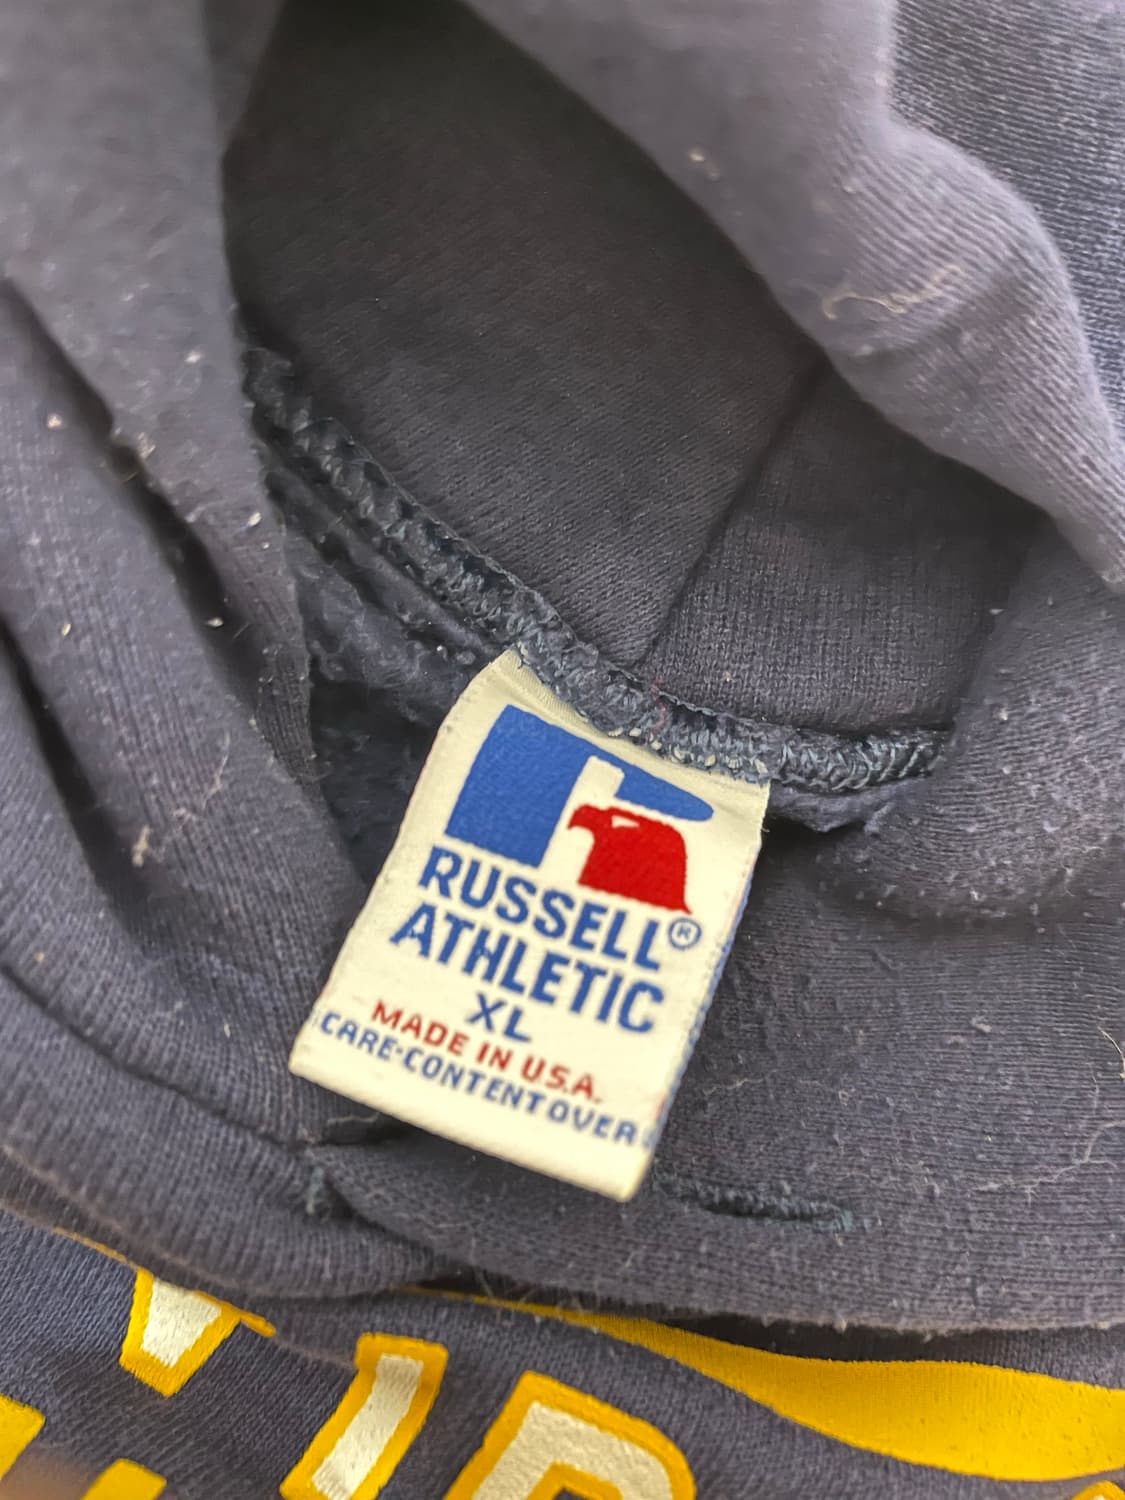 RUSSELL®
ATHLETIC
XL
MADE IN U.S.A.
CARE-CONTENT OVER